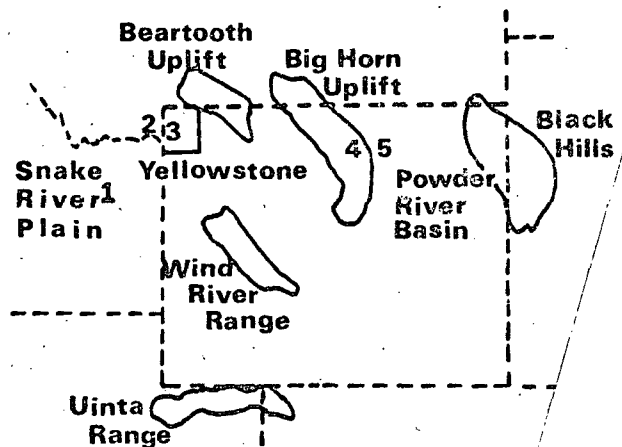 Beartooth
Uplift
Big Horn
Uplift
Black
Hills
2
3
4 5
Snake
River 1
Plain
Yellowstone
Powder
River
Basin
Wind
River
Range
Uinta
Range